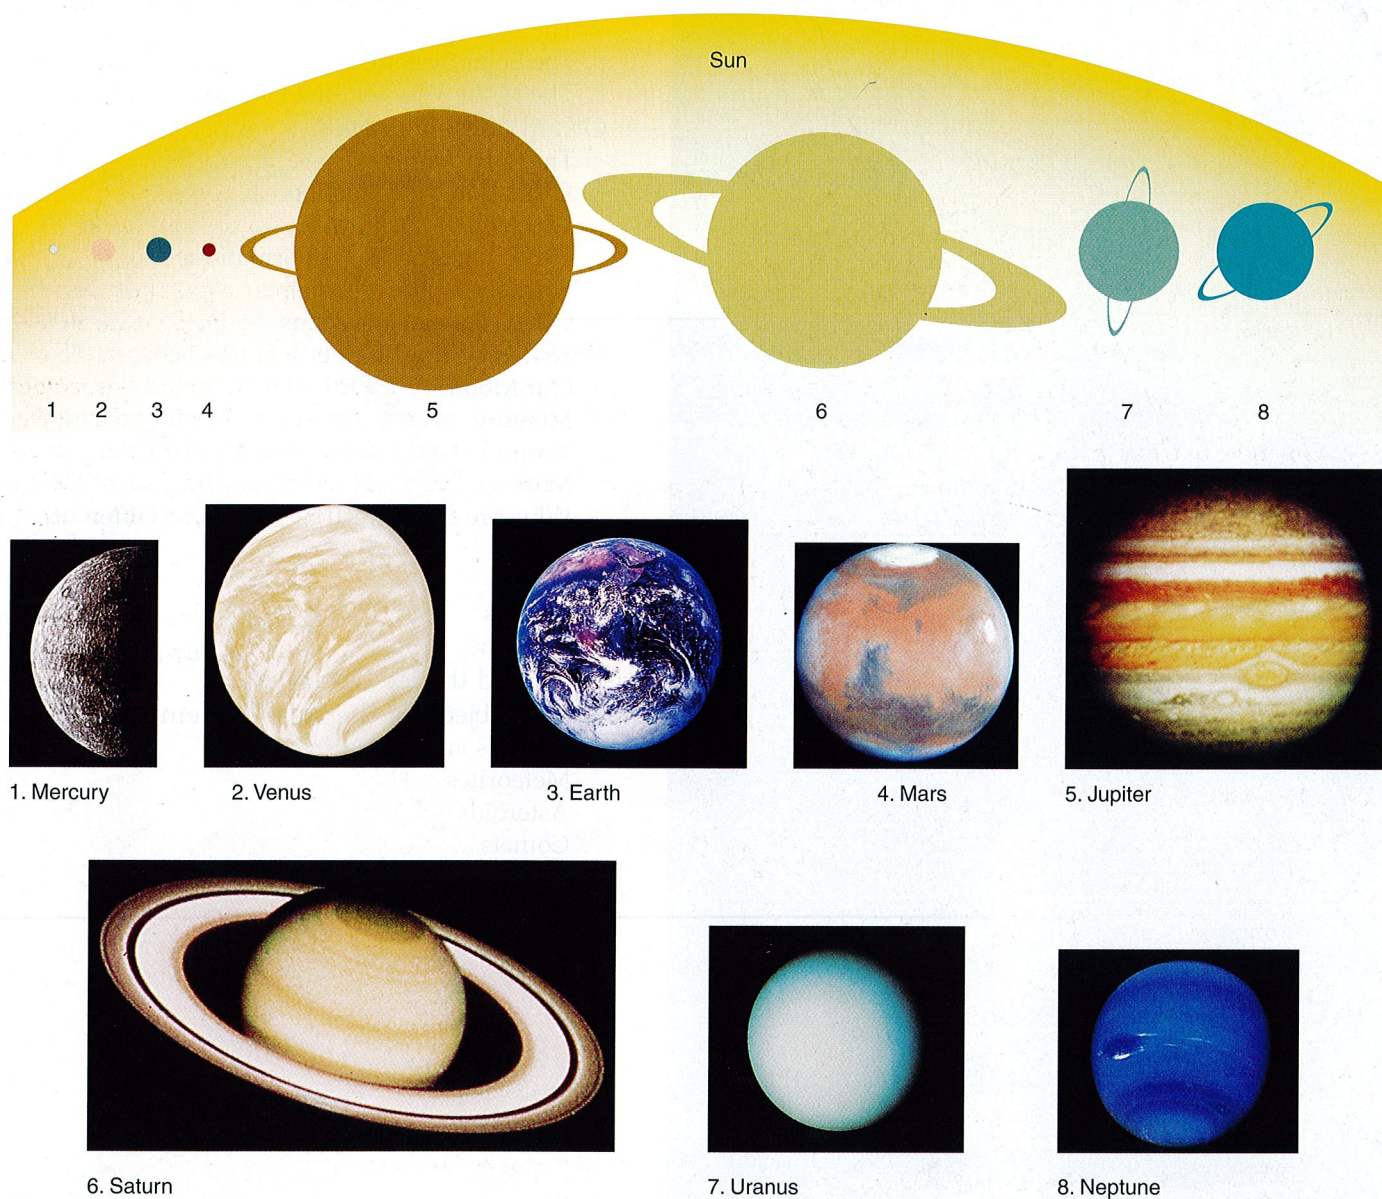 Sun
1 2 3 4 5 6 7 8
1. Mercury
2. Venus
3. Earth
4. Mars
5. Jupiter
6. Saturn
7. Uranus
8. Neptune